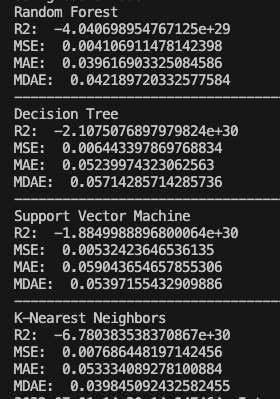 Random Forest
R2:  -4.040698954767125e+29
MSE:  0.004106911478142398
MAE:  0.039616903325084586
MDAE:  0.042189720332577584
------------------------------------
Decision Tree
R2:  -2.1075076897979824e+30
MSE:  0.006443397869768834
MAE:  0.05239974323062563
MDAE:  0.05714285714285736
------------------------------------
Support Vector Machine
R2:  -1.8849988896800064e+30
MSE:  0.00532423646536135
MAE:  0.059043654657855306
MDAE:  0.05397155432909886
------------------------------------
K-Nearest Neighbors
R2:  -6.780383538370867e+30
MSE:  0.007686448197142456
MAE:  0.053334089278100884
MDAE:  0.039845092432582455